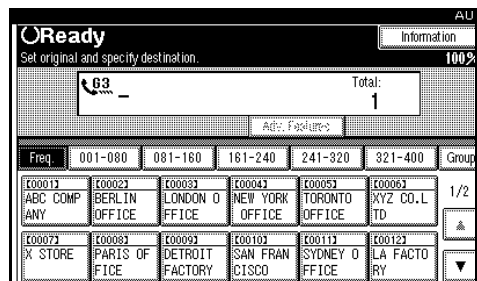 AU
Ready
Information
Set original and specify destination.
100%
G3 _
Total:
1
Adv. Features
Freq. 001-080 081-160 161-240 241-320 321-400 Group
[00001] [00002] [00003] [00004] [00005] [00006]
ABC COMP BERLIN LONDON O NEW YORK TORONTO XYZ CO.L
ANY OFFICE FFICE OFFICE OFFICE TD
1/2
[00007] [00008] [00009] [00010] [00011] [00012]
X STORE PARIS OF DETROIT SAN FRAN SYDNEY O LA FACTO
FICE FACTORY CISCO FFICE RY
▲
▼